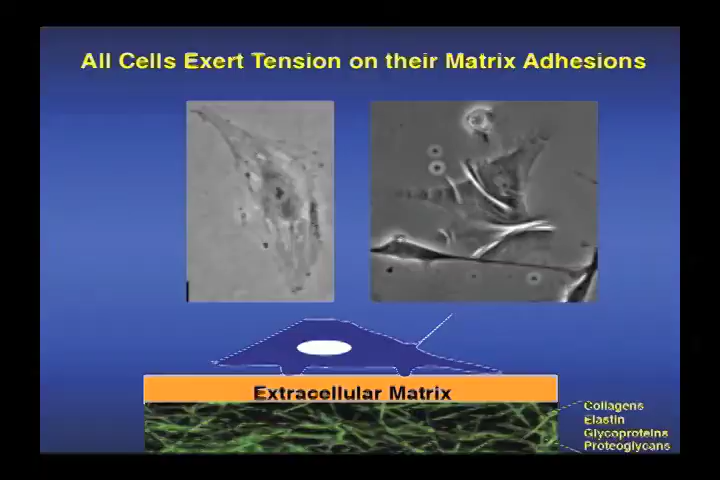 All Cells Exert Tension on their Matrix Adhesions
Extracellular Matrix
Collagens
Elastin
Glycoproteins
Proteoglycans